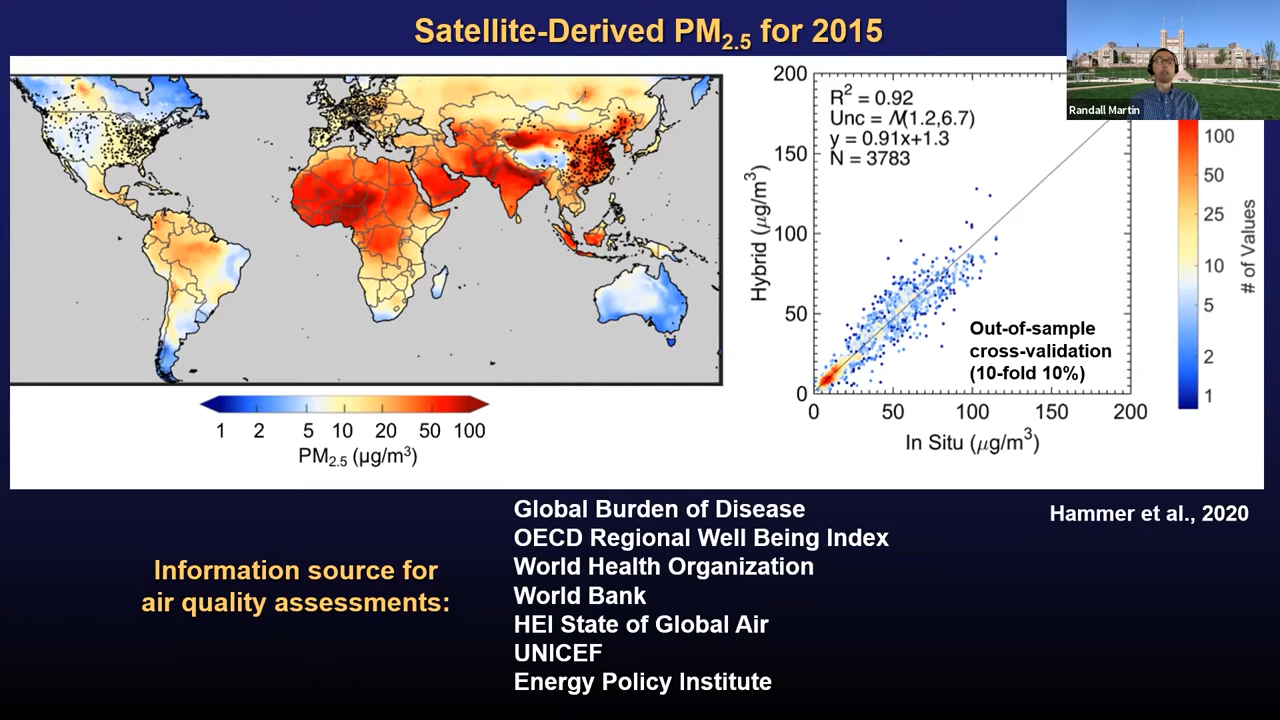 Satellite-Derived PM2.5 for 2015
Randall Martin
200
150
100
50
0
0 50 100 150 200
Hybrid (μg/m³)
In Situ (μg/m³)
R² = 0.92
Unc = N(1.2,6.7)
y = 0.91x+1.3
N = 3783
Out-of-sample
cross-validation
(10-fold 10%)
100
50
25
10
5
2
1
# of Values
1 2 5 10 20 50 100
PM2.5 (μg/m³)
Hammer et al., 2020
Information source for
air quality assessments:
Global Burden of Disease
OECD Regional Well Being Index
World Health Organization
World Bank
HEI State of Global Air
UNICEF
Energy Policy Institute